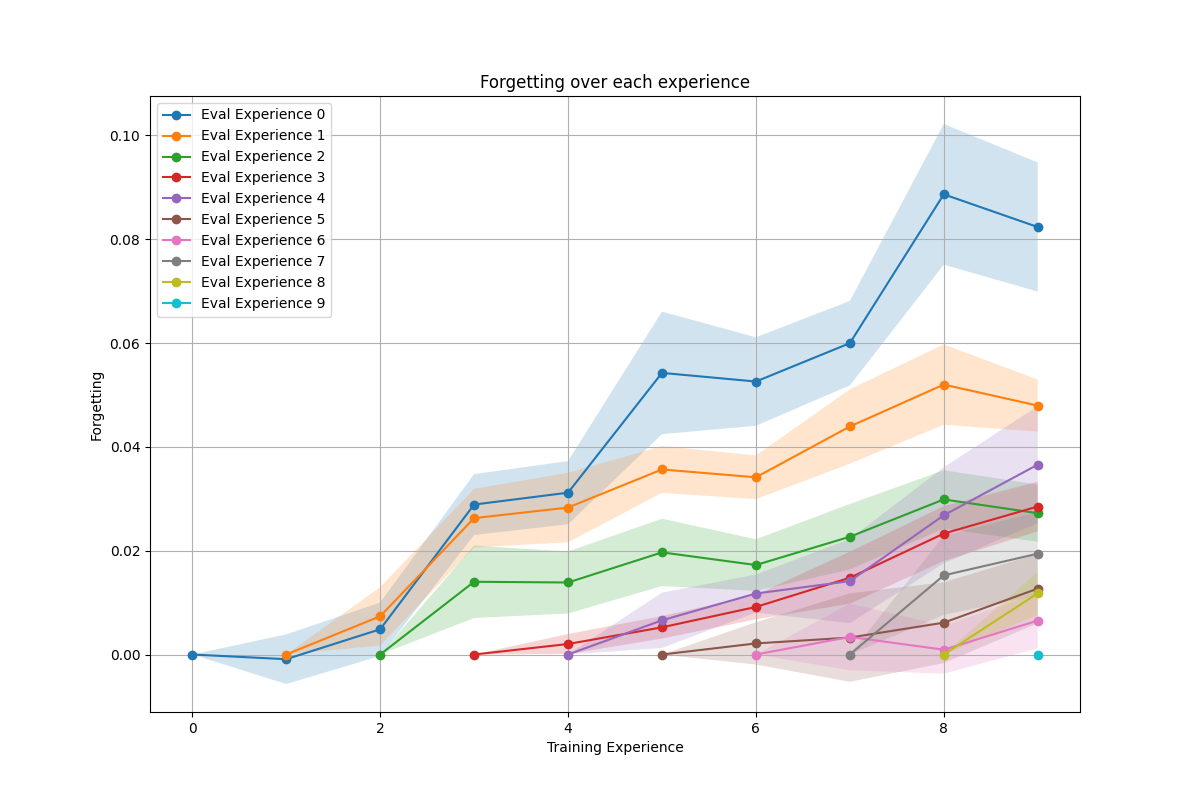 Forgetting over each experience
Eval Experience 0
Eval Experience 1
Eval Experience 2
Eval Experience 3
Eval Experience 4
Eval Experience 5
Eval Experience 6
Eval Experience 7
Eval Experience 8
Eval Experience 9
0.10
0.08
0.06
0.04
0.02
0.00
Forgetting
0 2 4 6 8
Training Experience